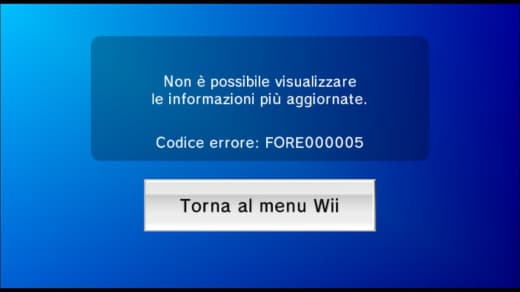 Non è possibile visualizzare
le informazioni più aggiornate.
Codice errore: FORE000005
Torna al menu Wii